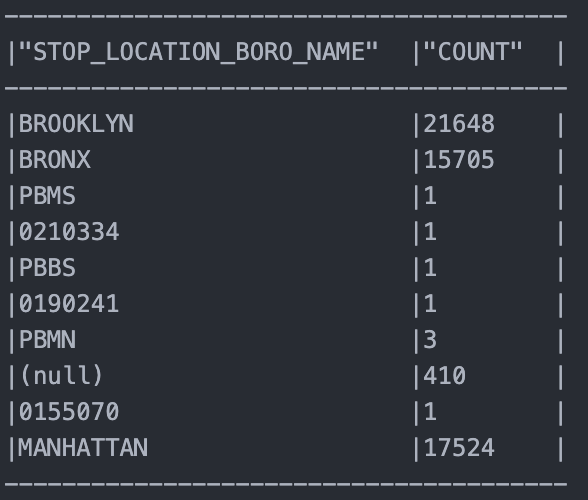 -----------------------------------------
|"STOP_LOCATION_BORO_NAME"  |"COUNT"  |
-----------------------------------------
|BROOKLYN                   |21648    |
|BRONX                      |15705    |
|PBMS                       |1        |
|0210334                    |1        |
|PBBS                       |1        |
|0190241                    |1        |
|PBMN                       |3        |
|(null)                     |410      |
|0155070                    |1        |
|MANHATTAN                  |17524    |
-----------------------------------------